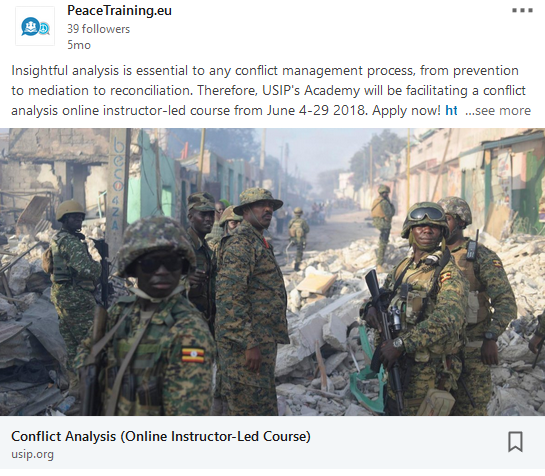 PeaceTraining.eu
39 followers
5mo
Insightful analysis is essential to any conflict management process, from prevention
to mediation to reconciliation. Therefore, USIP's Academy will be facilitating a conflict
analysis online instructor-led course from June 4-29 2018. Apply now! ht ...see more
Conflict Analysis (Online Instructor-Led Course)
usip.org